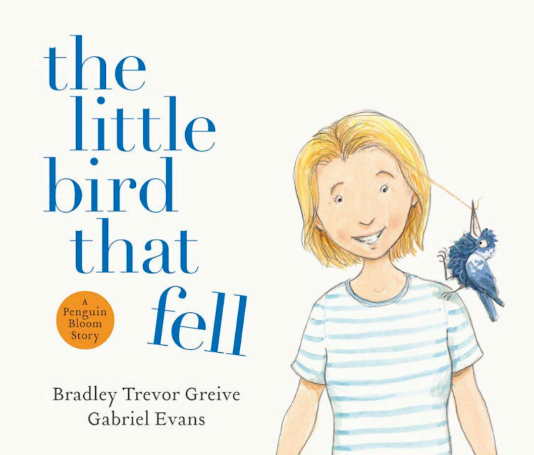 the
little
bird
that
fell
A
Penguin
Bloom
Story
Bradley Trevor Greive
Gabriel Evans